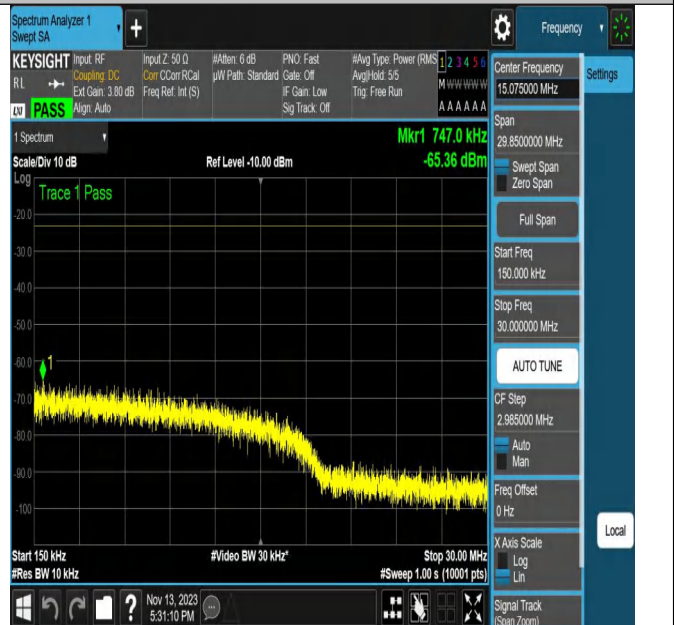 Spectrum Analyzer 1
Swept SA
Frequency
KEYSIGHT
RL
LXI
PASS
Input: RF
Coupling: DC
Ext Gain: 3.80 dB
Align: Auto
Input Z: 50 Ω
Corr CCorr RCal
Freq Ref: Int (S)
#Atten: 6 dB
µW Path: Standard
PNO: Fast
Gate: Off
IF Gain: Low
Sig Track: Off
#Avg Type: Power (RMS
Avg|Hold: 5/5
Trig: Free Run
1 2 3 4 5 6
M W W W W W
A A A A A A
1 Spectrum
Scale/Div 10 dB
Ref Level -10.00 dBm
Mkr1 747.0 kHz
-65.36 dBm
Log
Trace 1 Pass
-20.0
-30.0
-40.0
-50.0
-60.0
-70.0
-80.0
-90.0
-100
1
Start 150 kHz
#Video BW 30 kHz*
Stop 30.00 MHz
#Res BW 10 kHz
#Sweep 1.00 s (10001 pts)
Center Frequency
15.075000 MHz
Settings
Span
29.8500000 MHz
Swept Span
Zero Span
Full Span
Start Freq
150.000 kHz
Stop Freq
30.000000 MHz
AUTO TUNE
CF Step
2.985000 MHz
Auto
Man
Freq Offset
0 Hz
X Axis Scale
Log
Lin
Signal Track
(Span Zoom)
Local
?
Nov 13, 2023
5:31:10 PM